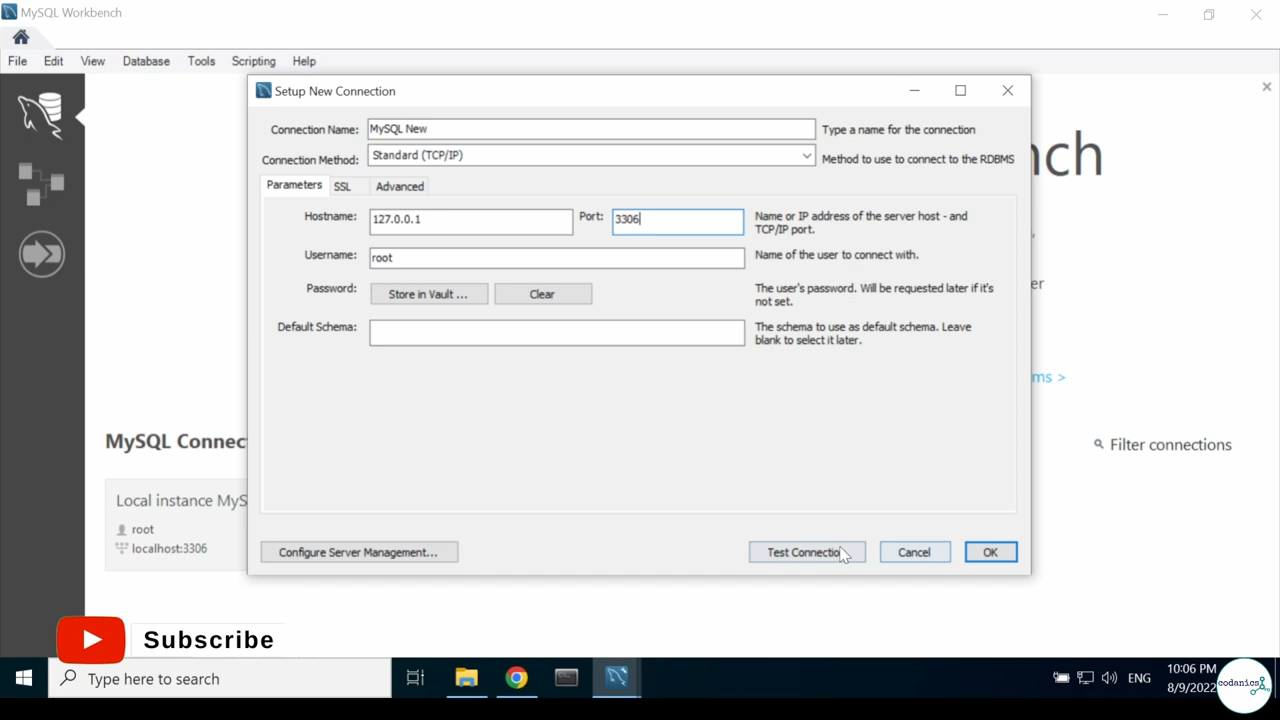 MySQL Workbench
File Edit View Database Tools Scripting Help
Setup New Connection
Connection Name: MySQL New Type a name for the connection
Connection Method: Standard (TCP/IP) Method to use to connect to the RDBMS
Parameters SSL Advanced
Hostname: 127.0.0.1 Port: 3306 Name or IP address of the server host - and
TCP/IP port.
Username: root Name of the user to connect with.
Password: Store in Vault ... Clear The user's password. Will be requested later if it's
not set.
Default Schema: The schema to use as default schema. Leave
blank to select it later.
Configure Server Management... Test Connection Cancel OK
nch
er
ms >
MySQL Connec
Filter connections
Local instance MyS
root
localhost:3306
Subscribe
Type here to search
ENG
10:06 PM
8/9/2022
codanics